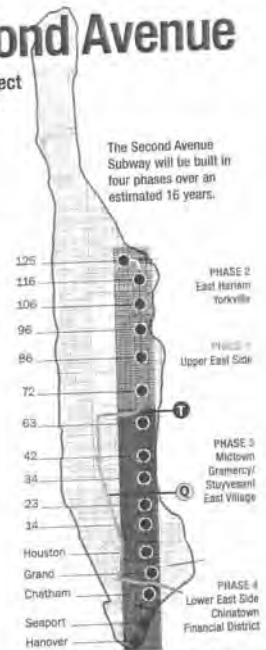 ond Avenue
ect
The Second Avenue
Subway will be built in
four phases over an
estimated 16 years.
125
116
106
96
86
72
63
42
34
23
14
Houston
Grand
Chatham
Seaport
Hanover
PHASE 2
East Harlem
Yorkville
PHASE 1
Upper East Side
T
PHASE 3
Midtown
Gramercy/
Stuyvesant
East Village
Q
PHASE 4
Lower East Side
Chinatown
Financial District